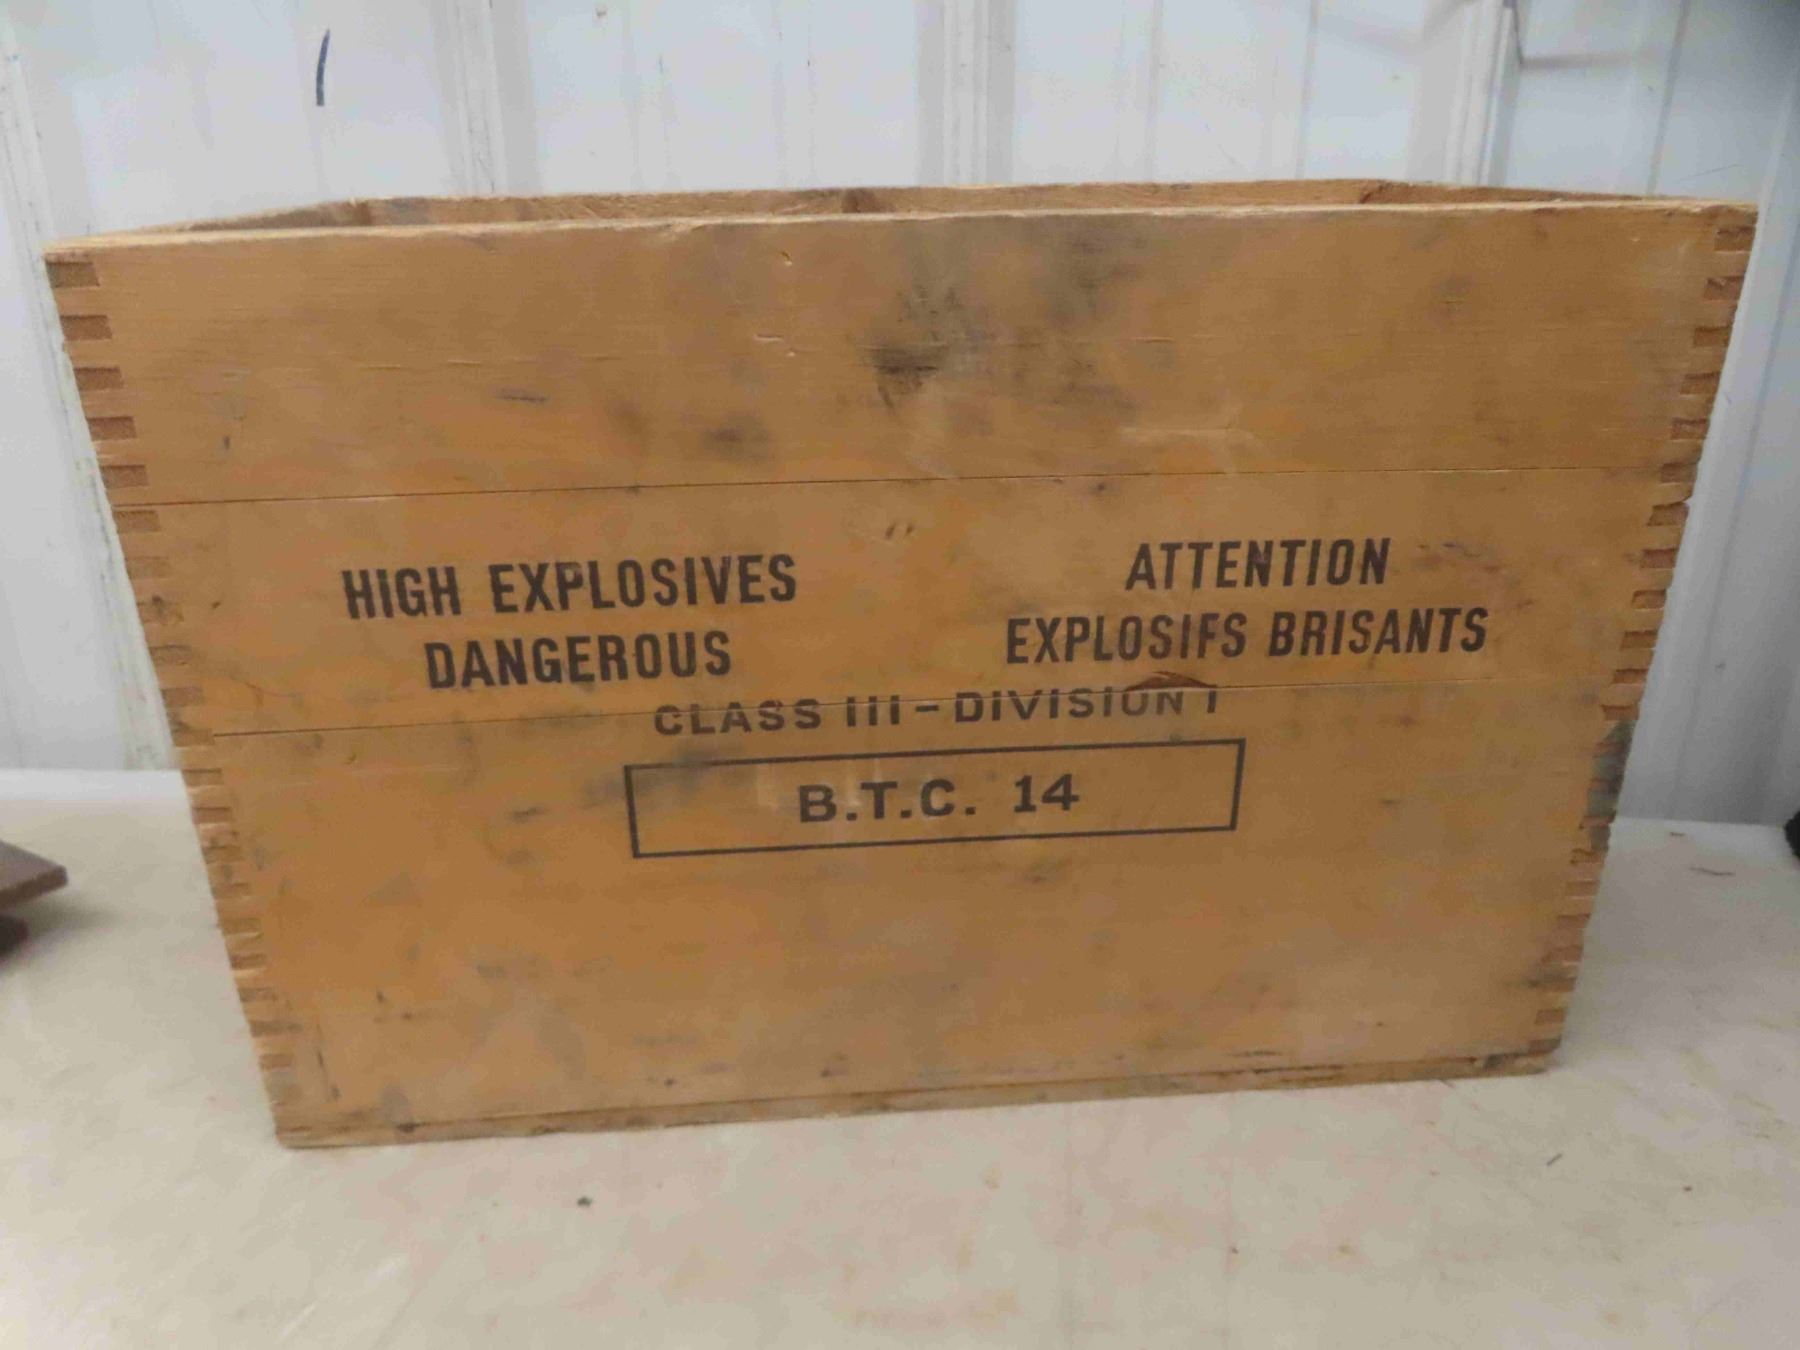 HIGH EXPLOSIVES
DANGEROUS
ATTENTION
EXPLOSIFS BRISANTS
CLASS III - DIVISION I
B.T.C. 14